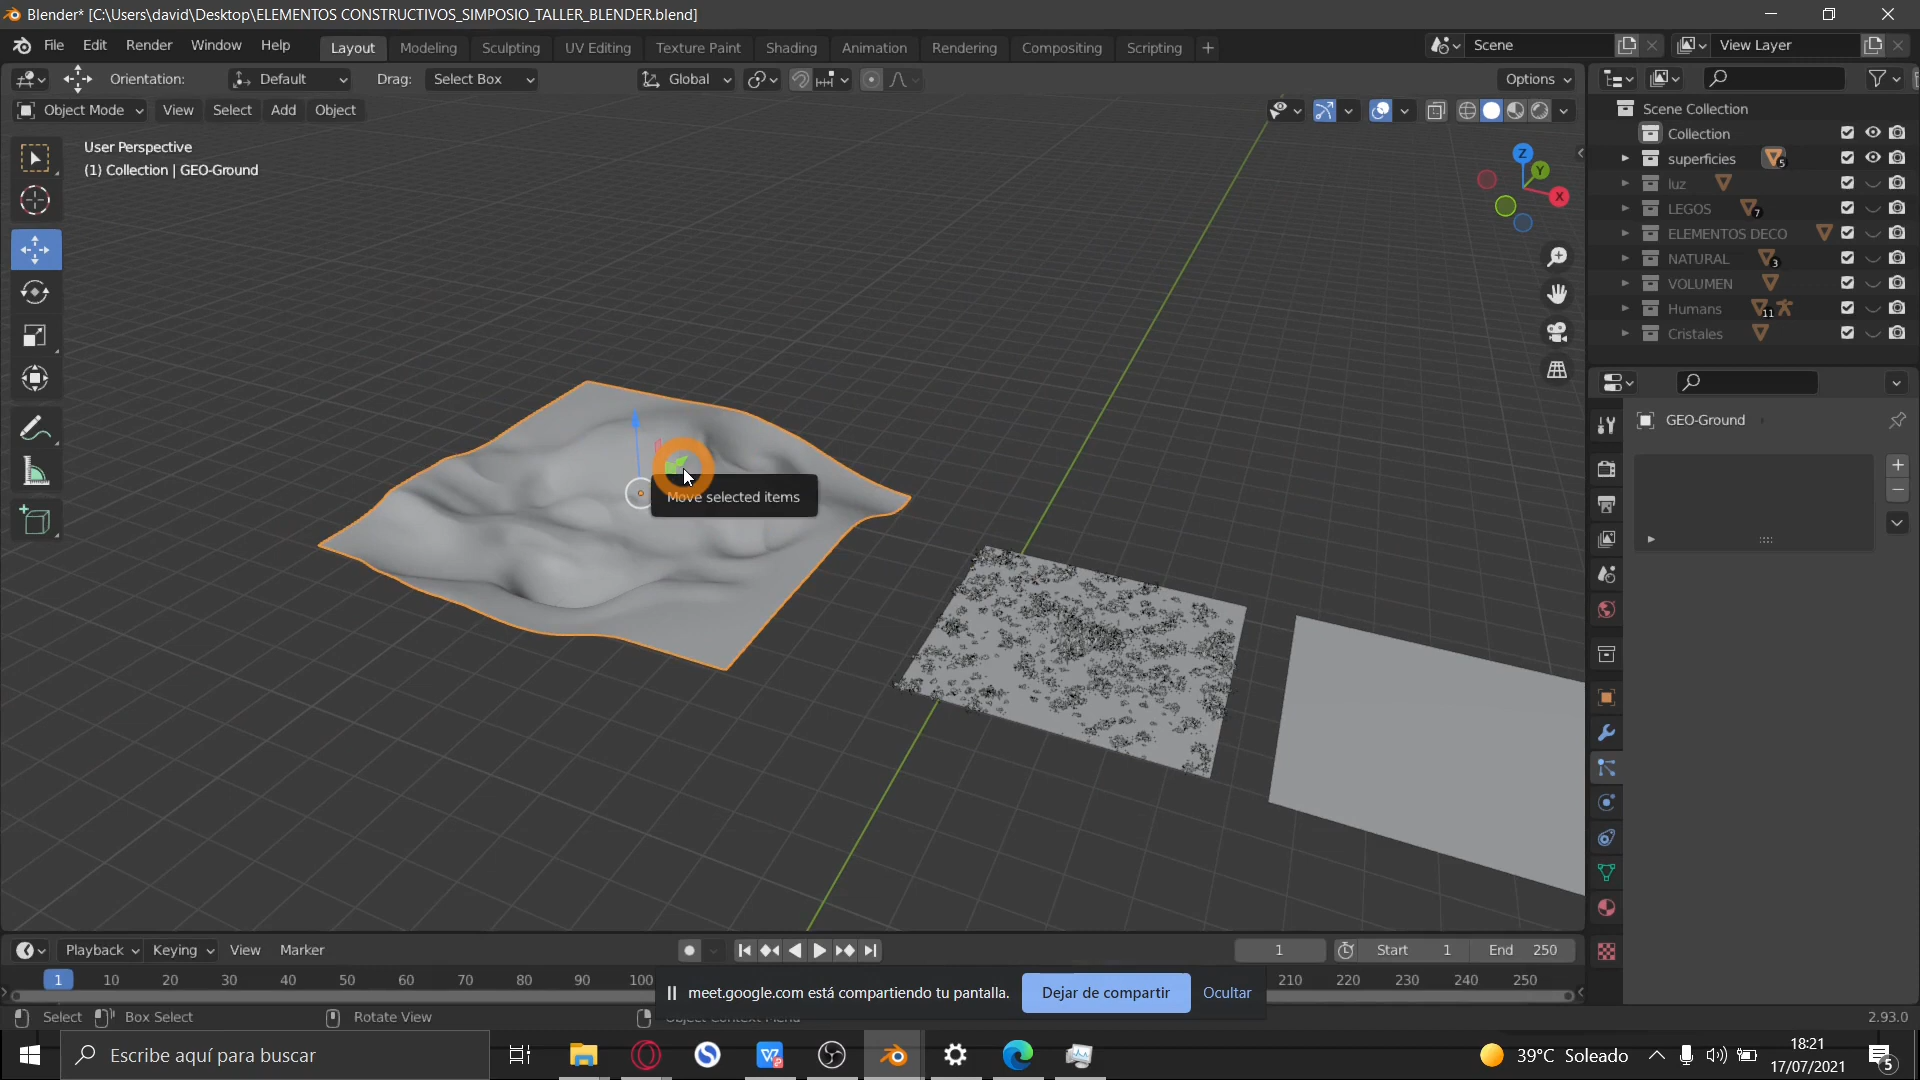 Blender* [C:\Users\david\Desktop\ELEMENTOS CONSTRUCTIVOS_SIMPOSIO_TALLER_BLENDER.blend]
File Edit Render Window Help Layout Modeling Sculpting UV Editing Texture Paint Shading Animation Rendering Compositing Scripting + Scene View Layer
Orientation: Default Drag: Select Box Global Options
Object Mode View Select Add Object
User Perspective
(1) Collection | GEO-Ground
Z
Y
X
Move selected items
Scene Collection
Collection
superficies 5
luz
LEGOS 7
ELEMENTOS DECO
NATURAL 3
VOLUMEN
Humans 11
Cristales
GEO-Ground
Playback Keying View Marker 1 Start 1 End 250
1 10 20 30 40 50 60 70 80 90 100 210 220 230 240 250
meet.google.com está compartiendo tu pantalla. Dejar de compartir Ocultar
Select Box Select Rotate View 2.93.0
Escribe aquí para buscar
39°C Soleado
18:21
17/07/2021
5